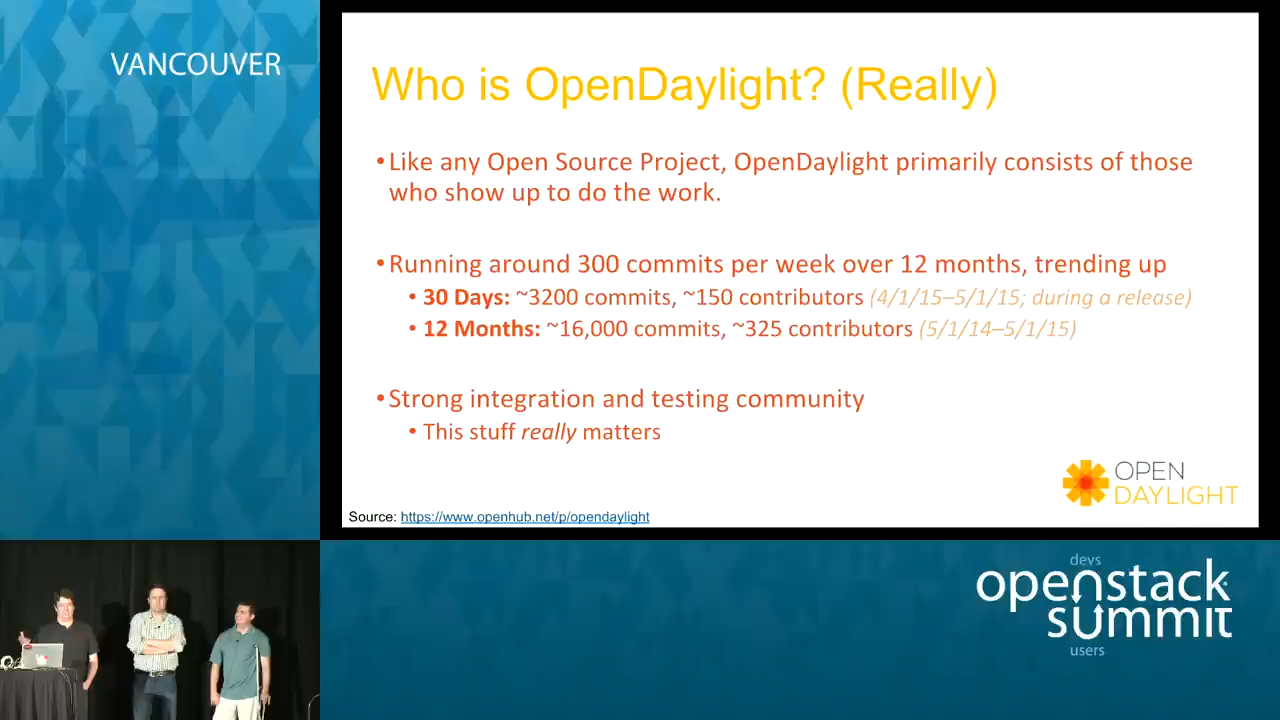 VANCOUVER
Who is OpenDaylight? (Really)
•Like any Open Source Project, OpenDaylight primarily consists of those
who show up to do the work.
•Running around 300 commits per week over 12 months, trending up
• 30 Days: ~3200 commits, ~150 contributors (4/1/15–5/1/15; during a release)
• 12 Months: ~16,000 commits, ~325 contributors (5/1/14–5/1/15)
•Strong integration and testing community
• This stuff really matters
OPEN
DAYLIGHT
Source: https://www.openhub.net/p/opendaylight
devs
openstack
summit
users